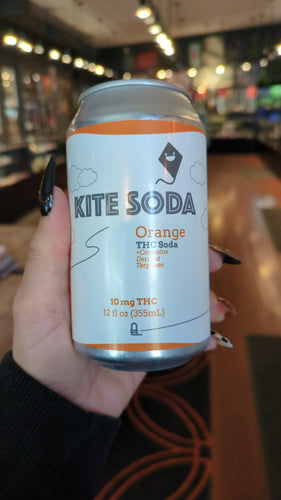 KITE SODA
Orange
THC Soda
+Cannabis
Derived
Terpenes
10 mg THC
12 fl oz (355mL)